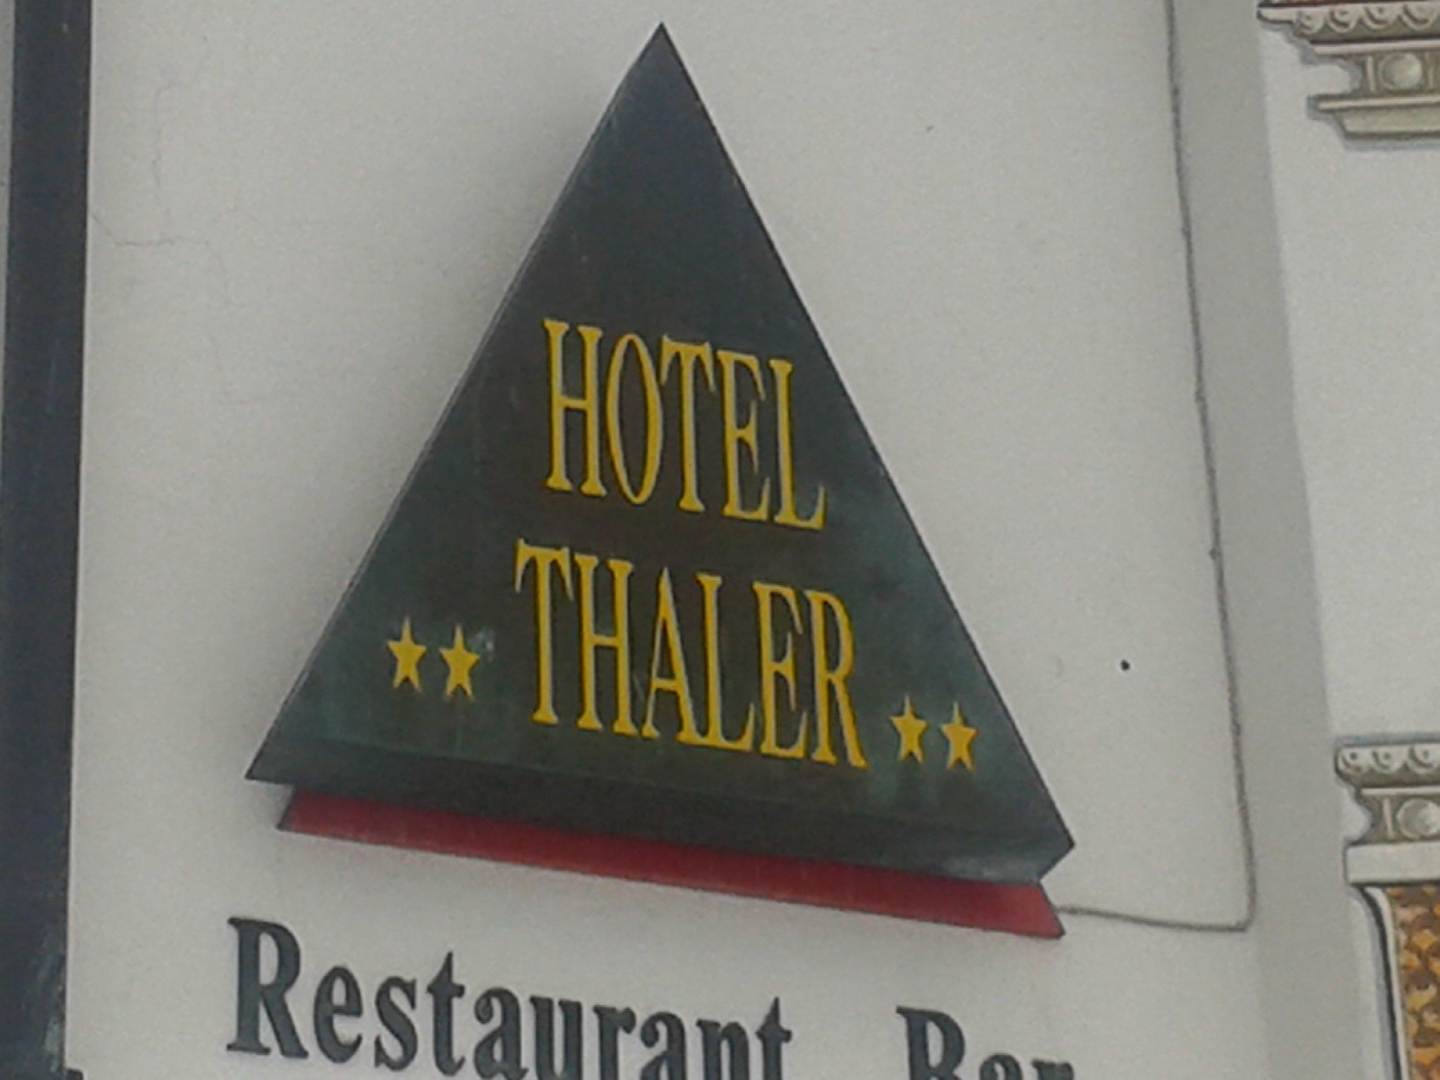 HOTEL
★★ THALER ★★
Restaurant Bar